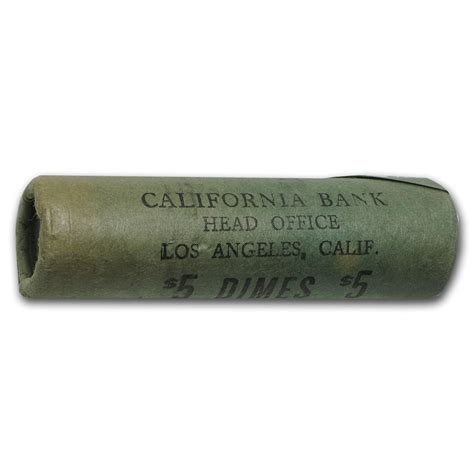 CALIFORNIA BANK
HEAD OFFICE
LOS ANGELES, CALIF.
$5 DIMES $5